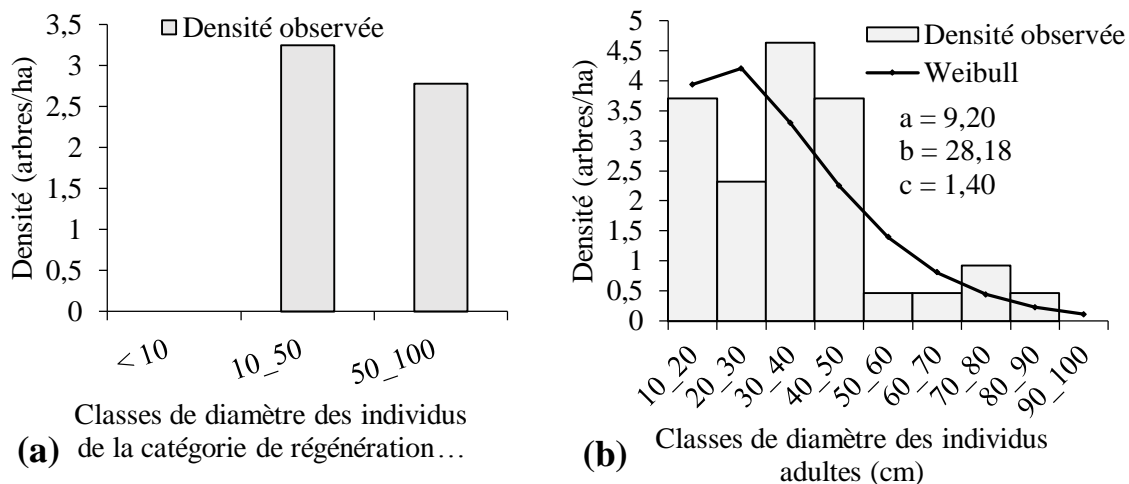 Densité (arbres/ha)
3,5
3
2,5
2
1,5
1
0,5
0
Densité observée
< 10
10_50
50_100
Classes de diamètre des individus
de la catégorie de régénération…
(a)
Densité (arbres/ha)
5
4,5
4
3,5
3
2,5
2
1,5
1
0,5
0
Densité observée
Weibull
a = 9,20
b = 28,18
c = 1,40
10_20
20_30
30_40
40_50
50_60
60_70
70_80
80_90
90_100
Classes de diamètre des individus
adultes (cm)
(b)